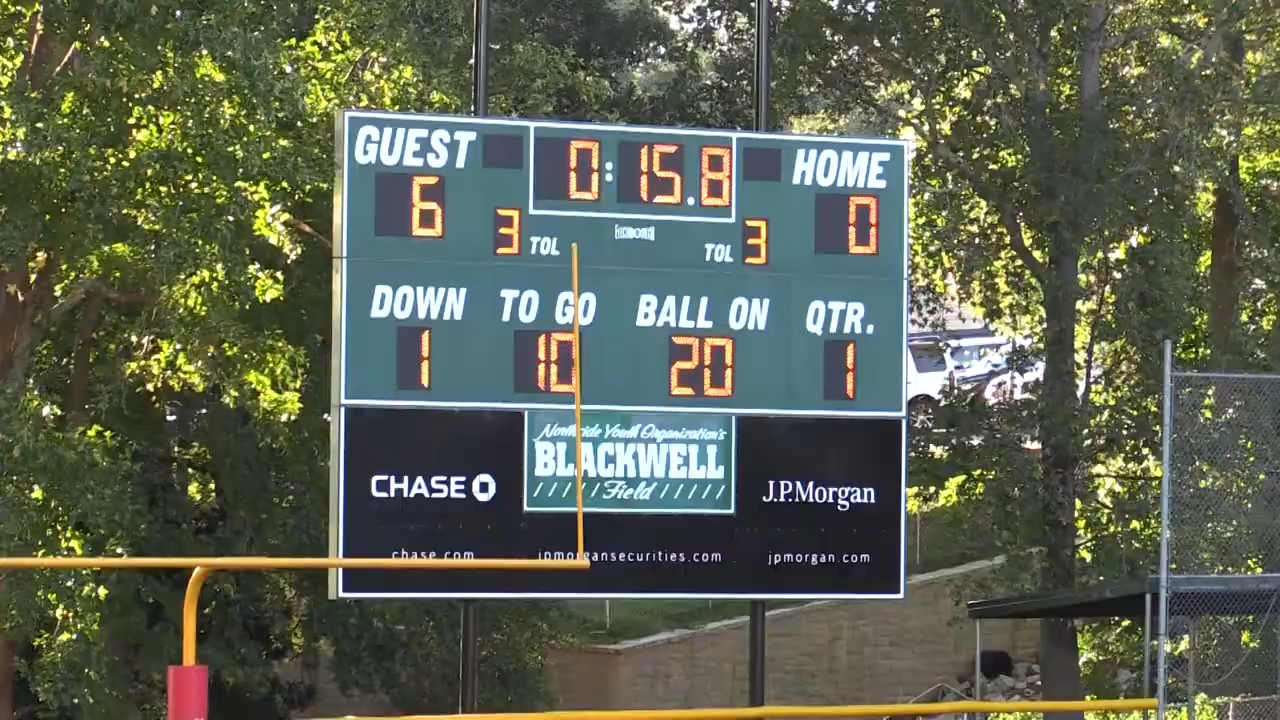 GUEST 0:15.8 HOME
6 0
3 TOL TOL 3
DOWN TO GO BALL ON QTR.
1 10 20 1
Northside Youth Organization's
BLACKWELL
Field
CHASE J.P.Morgan
chase.com jpmorgansecurities.com jpmorgan.com